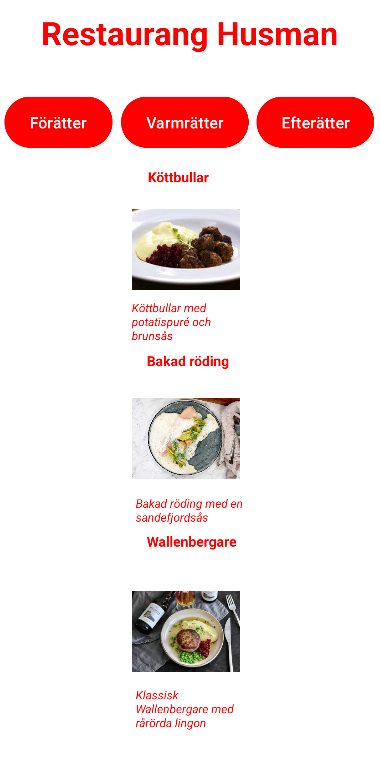 Restaurang Husman
Förätter Varmrätter Efterätter
Köttbullar
Köttbullar med
potatispuré och
brunsås
Bakad röding
Bakad röding med en
sandefjordsås
Wallenbergare
Klassisk
Wallenbergare med
rårörda lingon